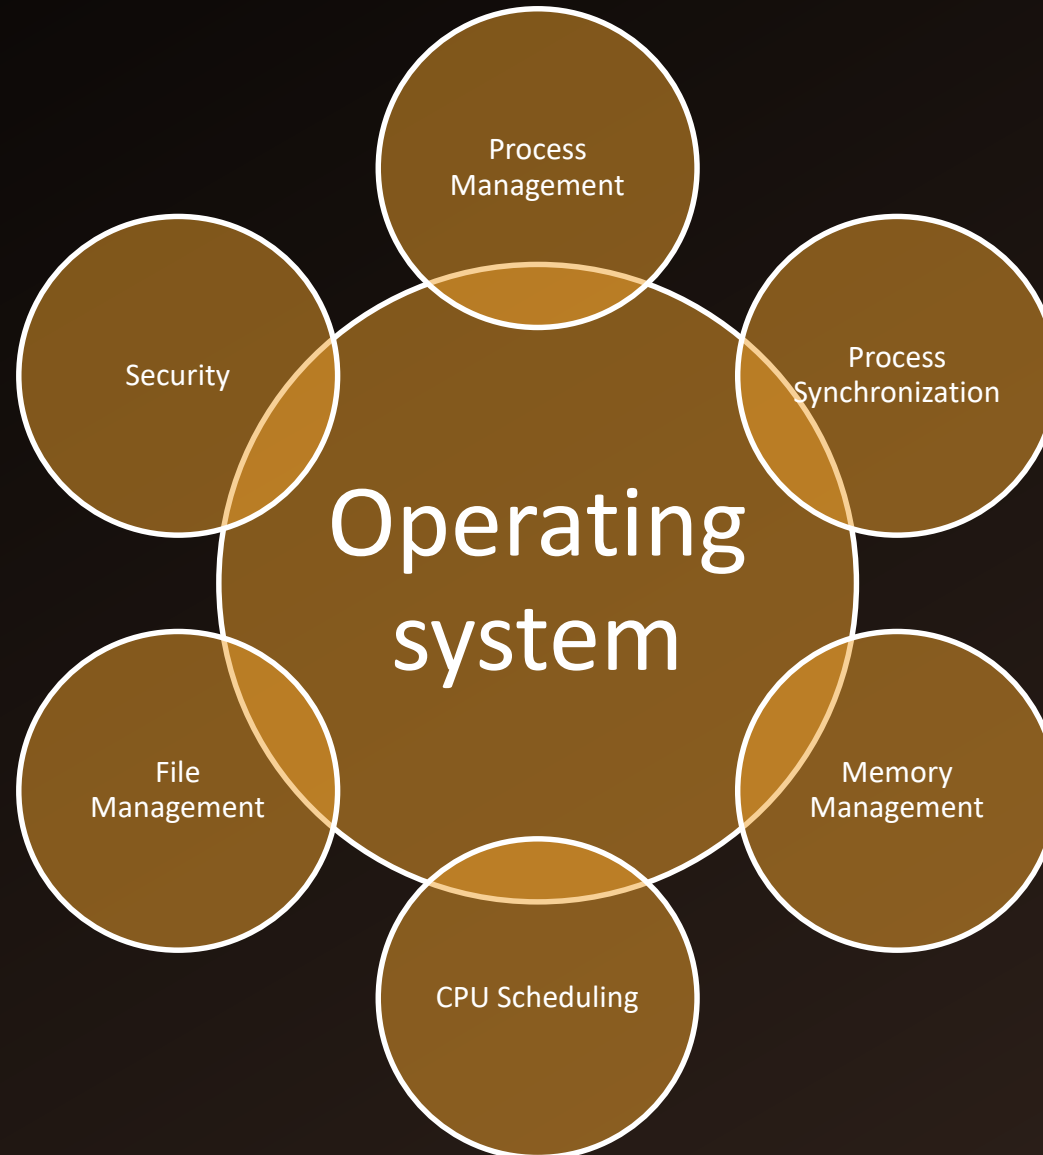 Process
Management
Security
Process
Synchronization
Operating
system
File
Management
Memory
Management
CPU Scheduling